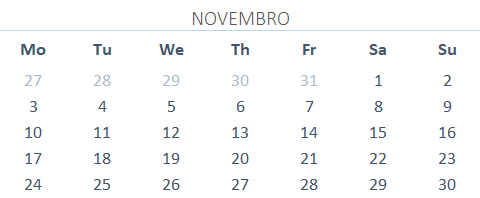 NOVEMBRO
Mo Tu We Th Fr Sa Su
27 28 29 30 31 1 2
3 4 5 6 7 8 9
10 11 12 13 14 15 16
17 18 19 20 21 22 23
24 25 26 27 28 29 30